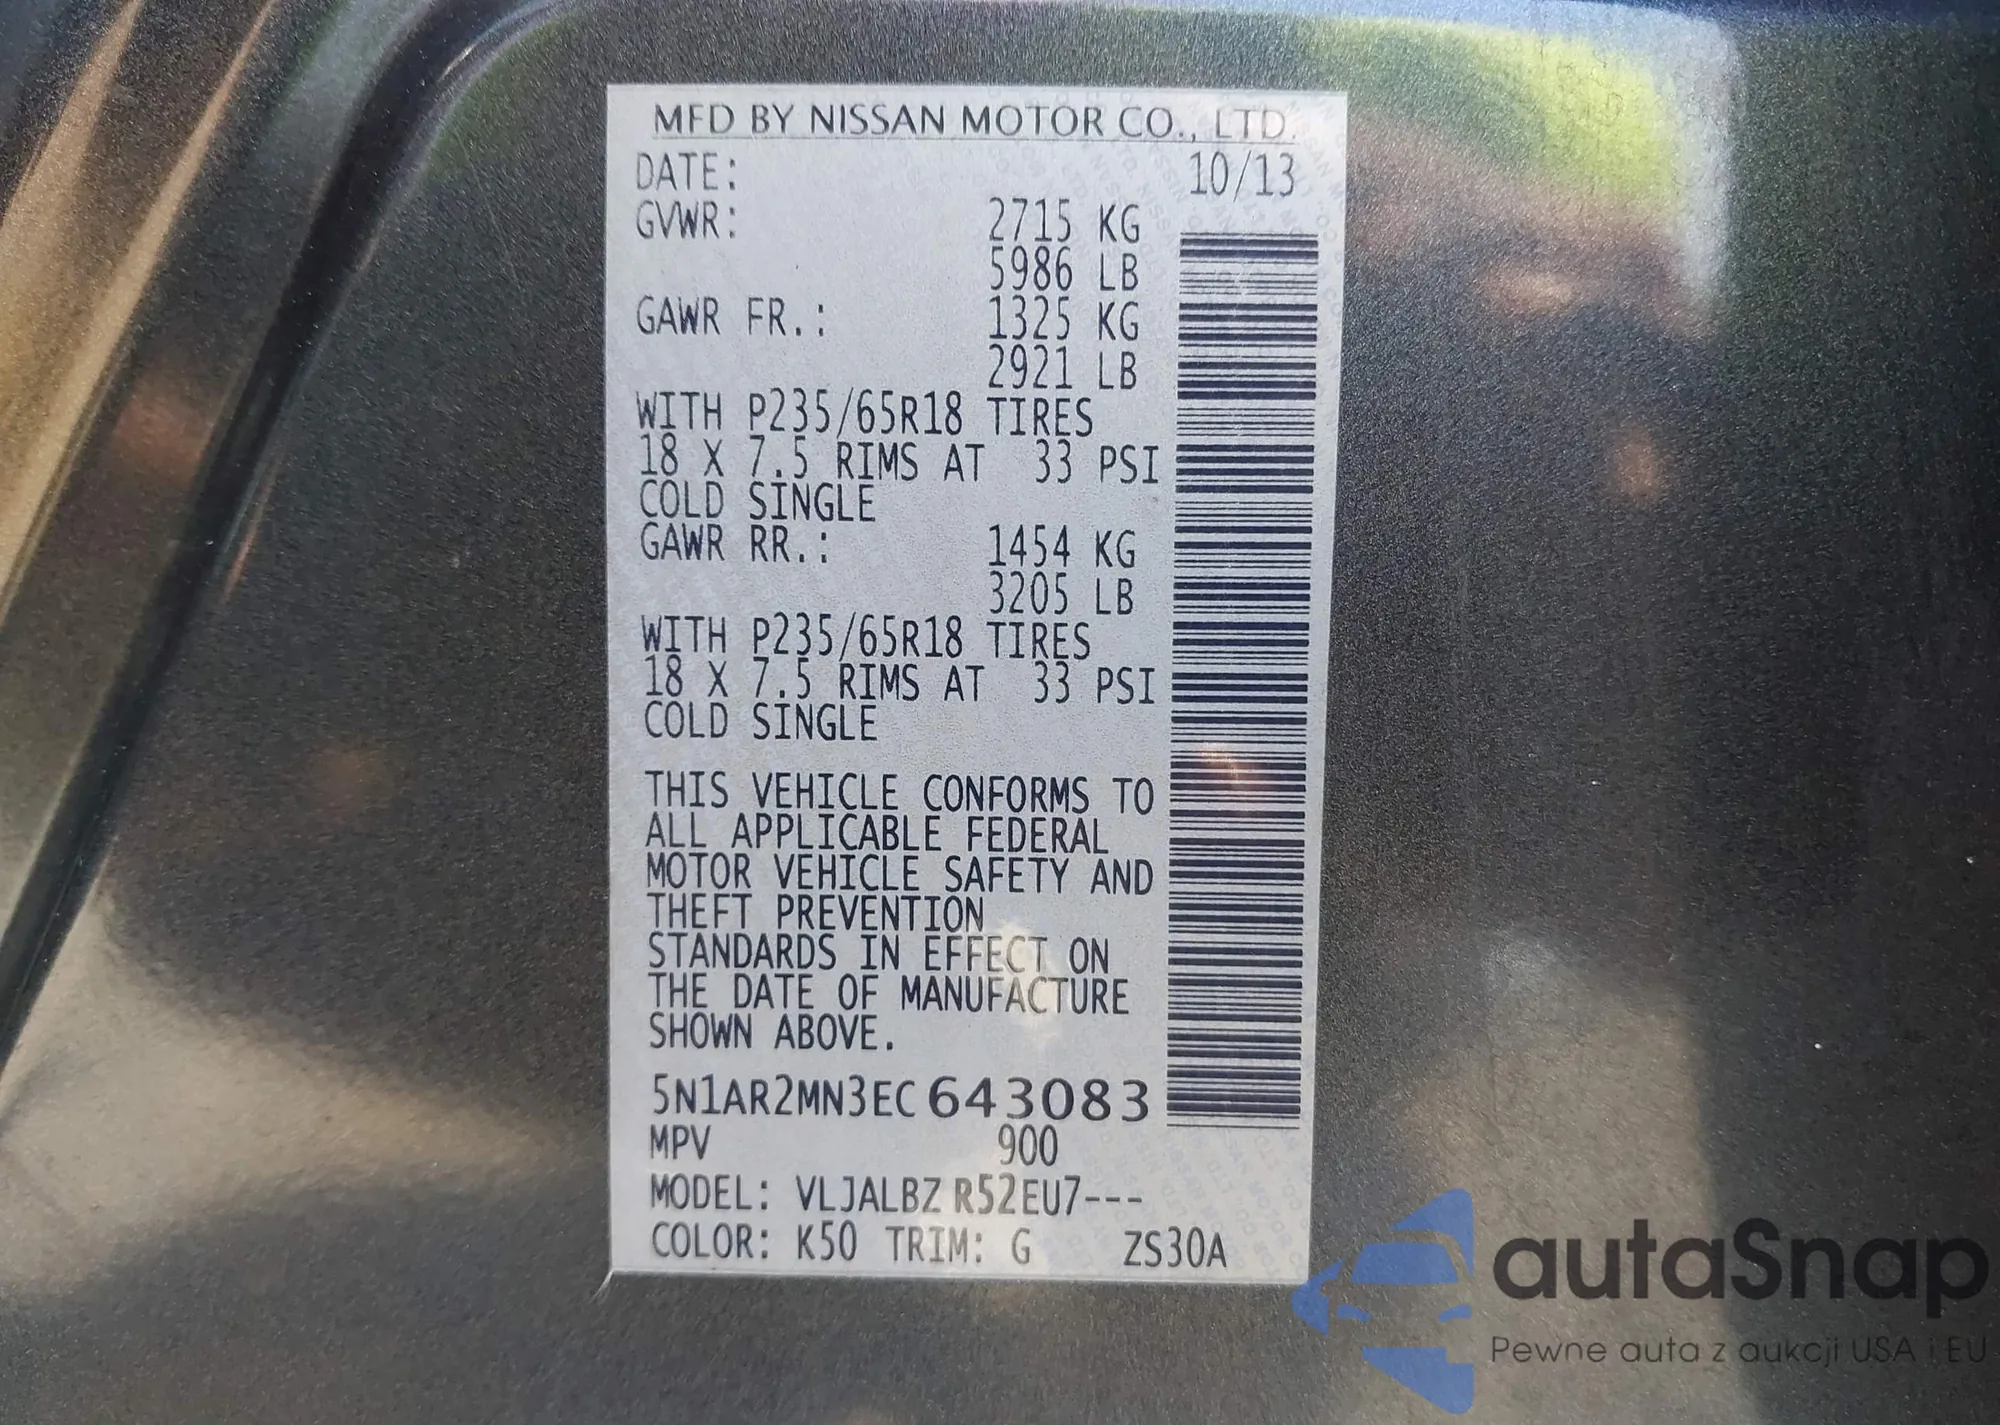 MFD BY NISSAN MOTOR CO., LTD.
DATE: 10/13
GVWR: 2715 KG
5986 LB
GAWR FR.: 1325 KG
2921 LB
WITH P235/65R18 TIRES
18 X 7.5 RIMS AT 33 PSI
COLD SINGLE
GAWR RR.: 1454 KG
3205 LB
WITH P235/65R18 TIRES
18 X 7.5 RIMS AT 33 PSI
COLD SINGLE
THIS VEHICLE CONFORMS TO
ALL APPLICABLE FEDERAL
MOTOR VEHICLE SAFETY AND
THEFT PREVENTION
STANDARDS IN EFFECT ON
THE DATE OF MANUFACTURE
SHOWN ABOVE.
5N1AR2MN3EC643083
MPV 900
MODEL: VLJALBZ R52EU7---
COLOR: K50 TRIM: G ZS30A
autaSnap
Pewne auta z aukcji USA i EU